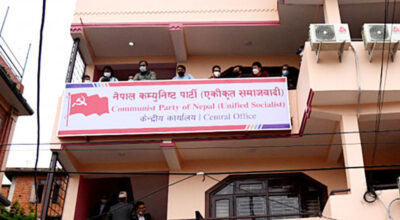 नेपाल कम्युनिष्ट पार्टी (एकीकृत समाजवादी)
Communist Party of Nepal (Unified Socialist)
केन्द्रीय कार्यालय | Central Office